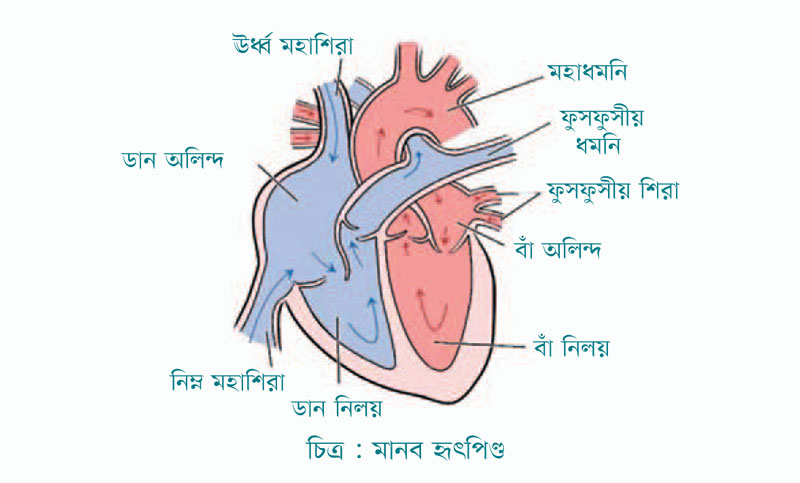 ঊর্ধ্ব মহাশিরা
মহাধমনি
ফুসফুসীয়
ধমনি
ডান অলিন্দ
ফুসফুসীয় শিরা
বাঁ অলিন্দ
বাঁ নিলয়
নিম্ন মহাশিরা
ডান নিলয়
চিত্র : মানব হৃৎপিণ্ড